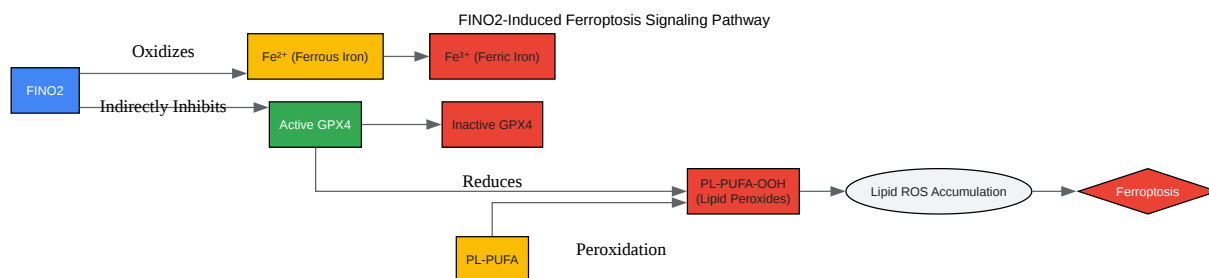 FINO2-Induced Ferroptosis Signaling Pathway
Oxidizes
Fe²⁺ (Ferrous Iron)
Fe³⁺ (Ferric Iron)
FINO2
Indirectly Inhibits
Active GPX4
Inactive GPX4
Reduces
PL-PUFA-OOH
(Lipid Peroxides)
Lipid ROS Accumulation
Ferroptosis
PL-PUFA
Peroxidation